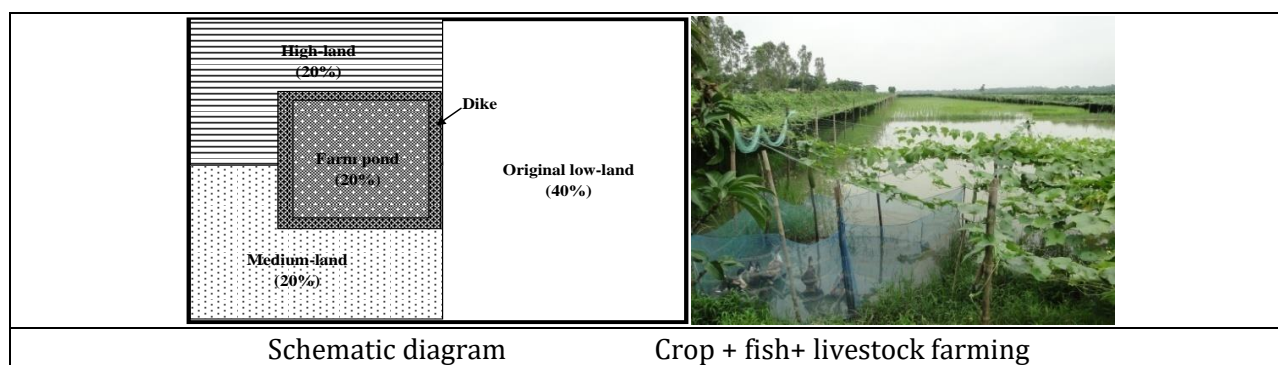 High-land
(20%)
Dike
Farm pond
(20%)
Original low-land
(40%)
Medium-land
(20%)
Schematic diagram
Crop + fish+ livestock farming